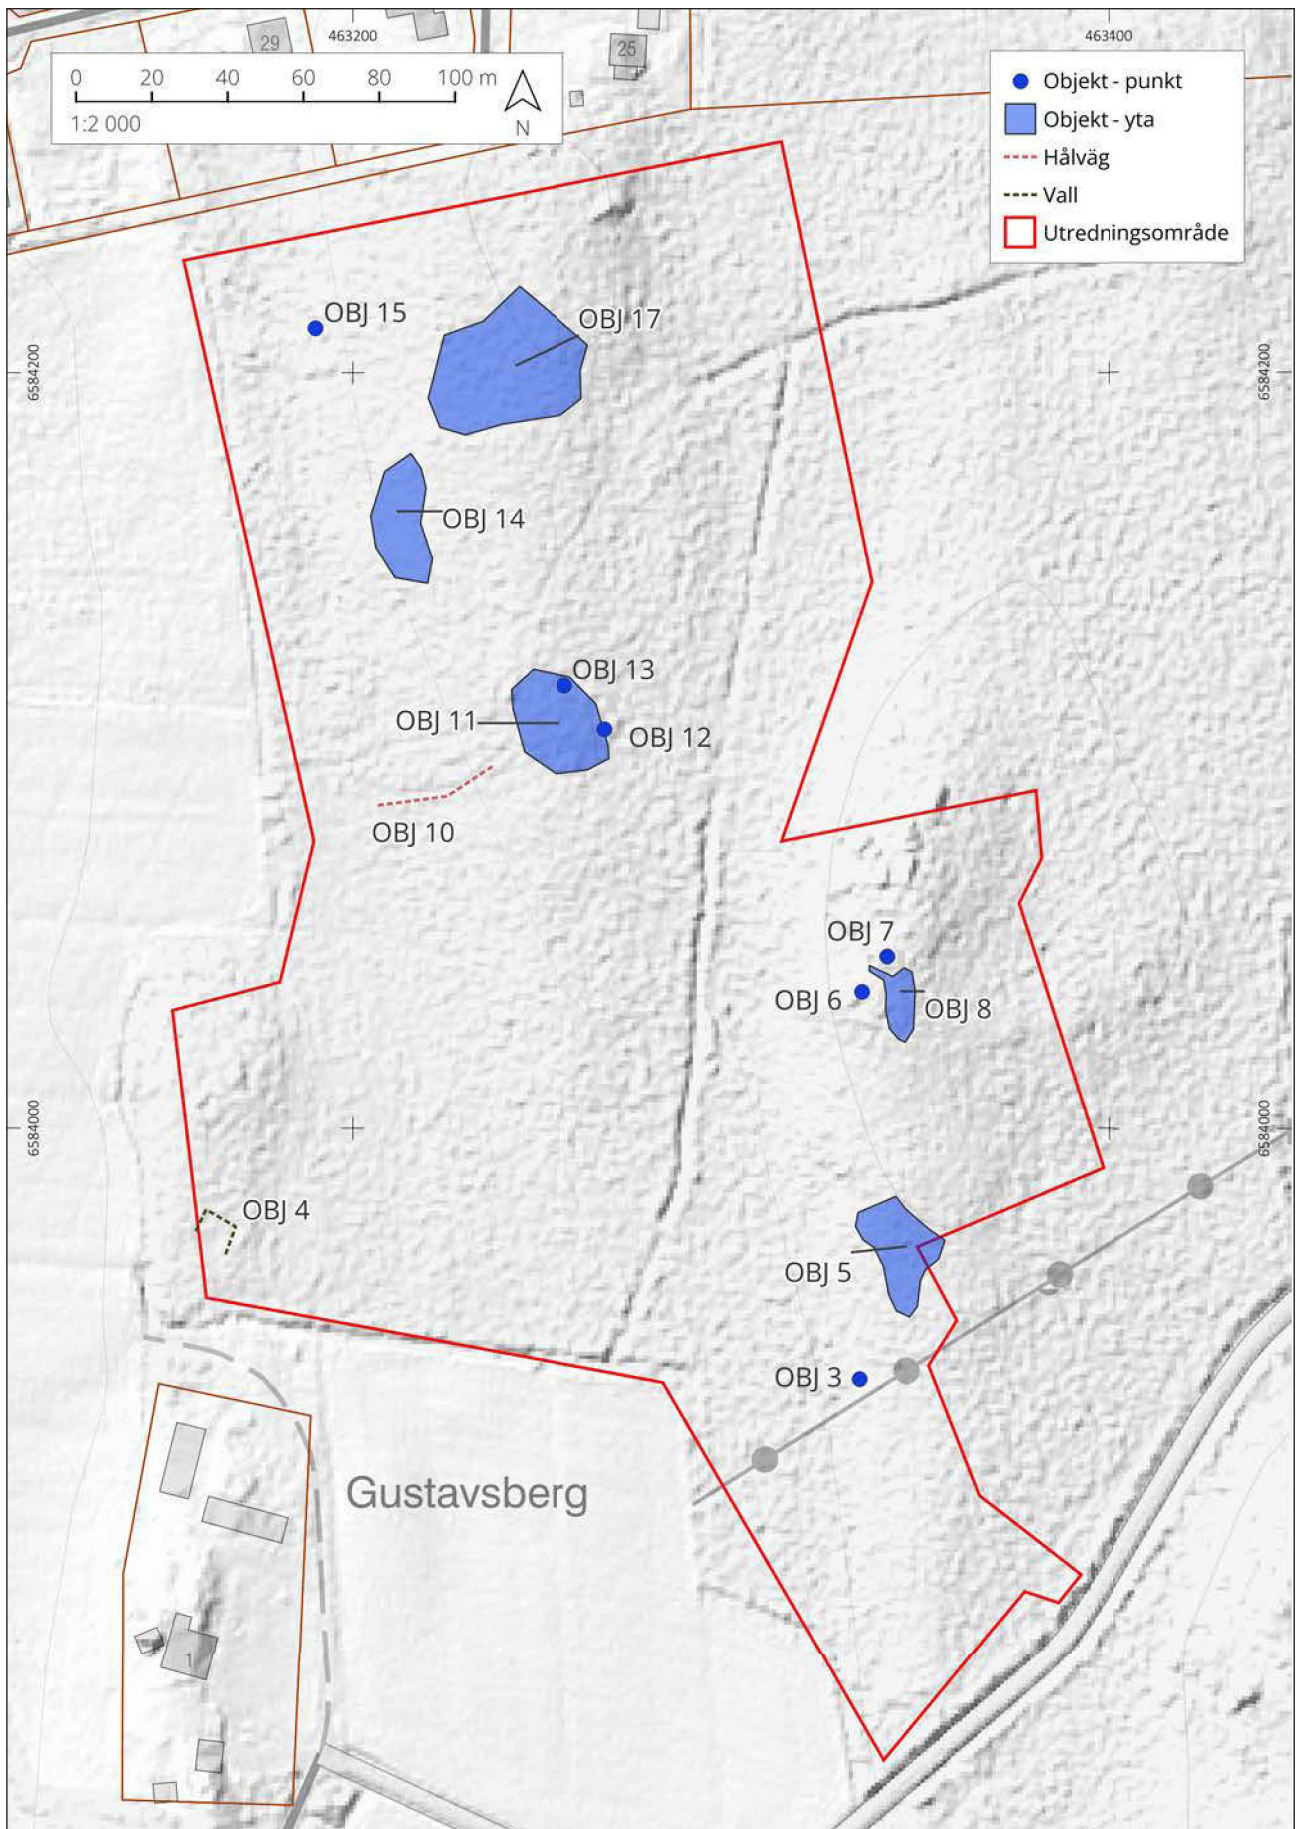 463200
463400
29
25
0 20 40 60 80 100 m
1:2 000
N
Objekt - punkt
Objekt - yta
Hålväg
Vall
Utredningsområde
OBJ 15
OBJ 17
6584200
6584200
OBJ 14
OBJ 13
OBJ 11
OBJ 12
OBJ 10
OBJ 7
OBJ 6
OBJ 8
6584000
6584000
OBJ 4
OBJ 5
OBJ 3
Gustavsberg
1